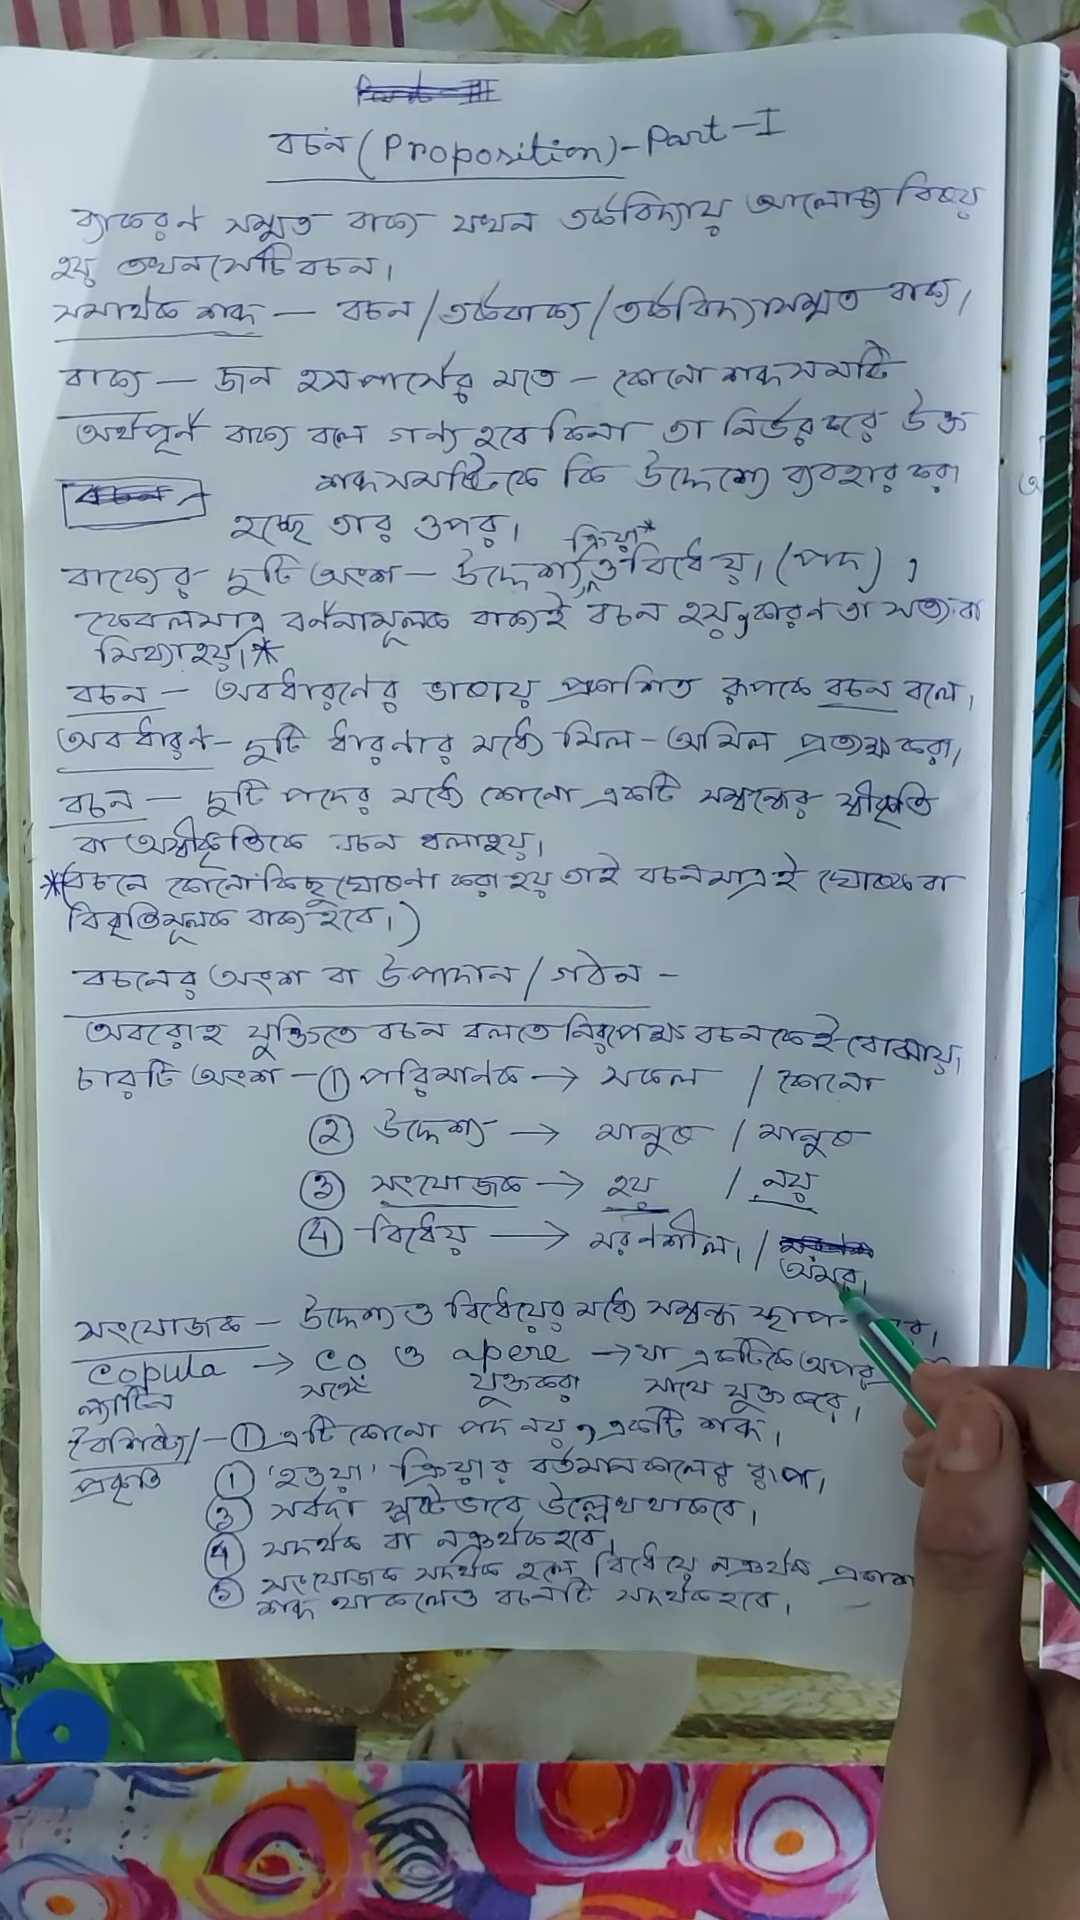 বচন (Proposition) - Part - I
ব্যাকরণ সম্মত বাক্য যখন তর্কবিদ্যায় আলোচ্য বিষয়
হয় তখন সেটি বচন।
সমার্থক শব্দ — বচন / তর্কবাক্য / তর্কবিদ্যাসম্মত বাক্য।
বাক্য — জন হসপার্সের মতে - কোনো শব্দসমষ্টি
অর্থপূর্ণ বাক্য বলে গণ্য হবে কিনা তা নির্ভর করে উক্ত
শব্দসমষ্টিকে কি উদ্দেশ্যে ব্যবহার করা
হচ্ছে তার ওপর।
ক্রিয়া*
বাক্যের দুটি অংশ - উদ্দেশ্য ও বিধেয়। (পদ),
কেবলমাত্র বর্ণনামূলক বাক্যই বচন হয়, কারণ তা সত্য বা
মিথ্যা হয়।*
বচন - অবধারণের ভাষায় প্রকাশিত রূপকে বচন বলে।
অবধারণ - দুটি ধারণার মধ্যে মিল-অমিল প্রত্যক্ষ করা।
বচন — দুটি পদের মধ্যে কোনো একটি সম্বন্ধের স্বীকৃতি
বা অস্বীকৃতিকে বচন বলা হয়।
*(বচনে কোনো কিছু ঘোষণা করা হয় তাই বচনমাত্রই ঘোষক বা
বিবৃতিমূলক বাক্য হবে।)
বচনের অংশ বা উপাদান / গঠন -
অবরোহ যুক্তিতে বচন বলতে নিরপেক্ষ বচনকেই বোঝায়।
চারটি অংশ - ① পরিমানক → সকল / কোনো
② উদ্দেশ্য → মানুষ / মানুষ
③ সংযোজক → হয় / নয়
④ বিধেয় → মরণশীল। /
অমর।
সংযোজক - উদ্দেশ্য ও বিধেয়ের মধ্যে সম্বন্ধ স্থাপন
copula → co ও apere → যা একটিকে অপর
ল্যাটিন সঙ্গে যুক্ত করা সাথে যুক্ত করে।
বৈশিষ্ট্য/ - ① এটি কোনো পদ নয়, একটি শব্দ।
প্রকৃতি ① 'হওয়া' ক্রিয়ার বর্তমান কালের রূপ।
③ সর্বদা স্পষ্টভাবে উল্লেখ থাকবে।
④ সদর্থক বা নঞর্থক হবে।
⑤ সংযোজক সদর্থক হলে বিধেয়ে নঞর্থক
শব্দ থাকলেও বচনটি সদর্থক হবে।